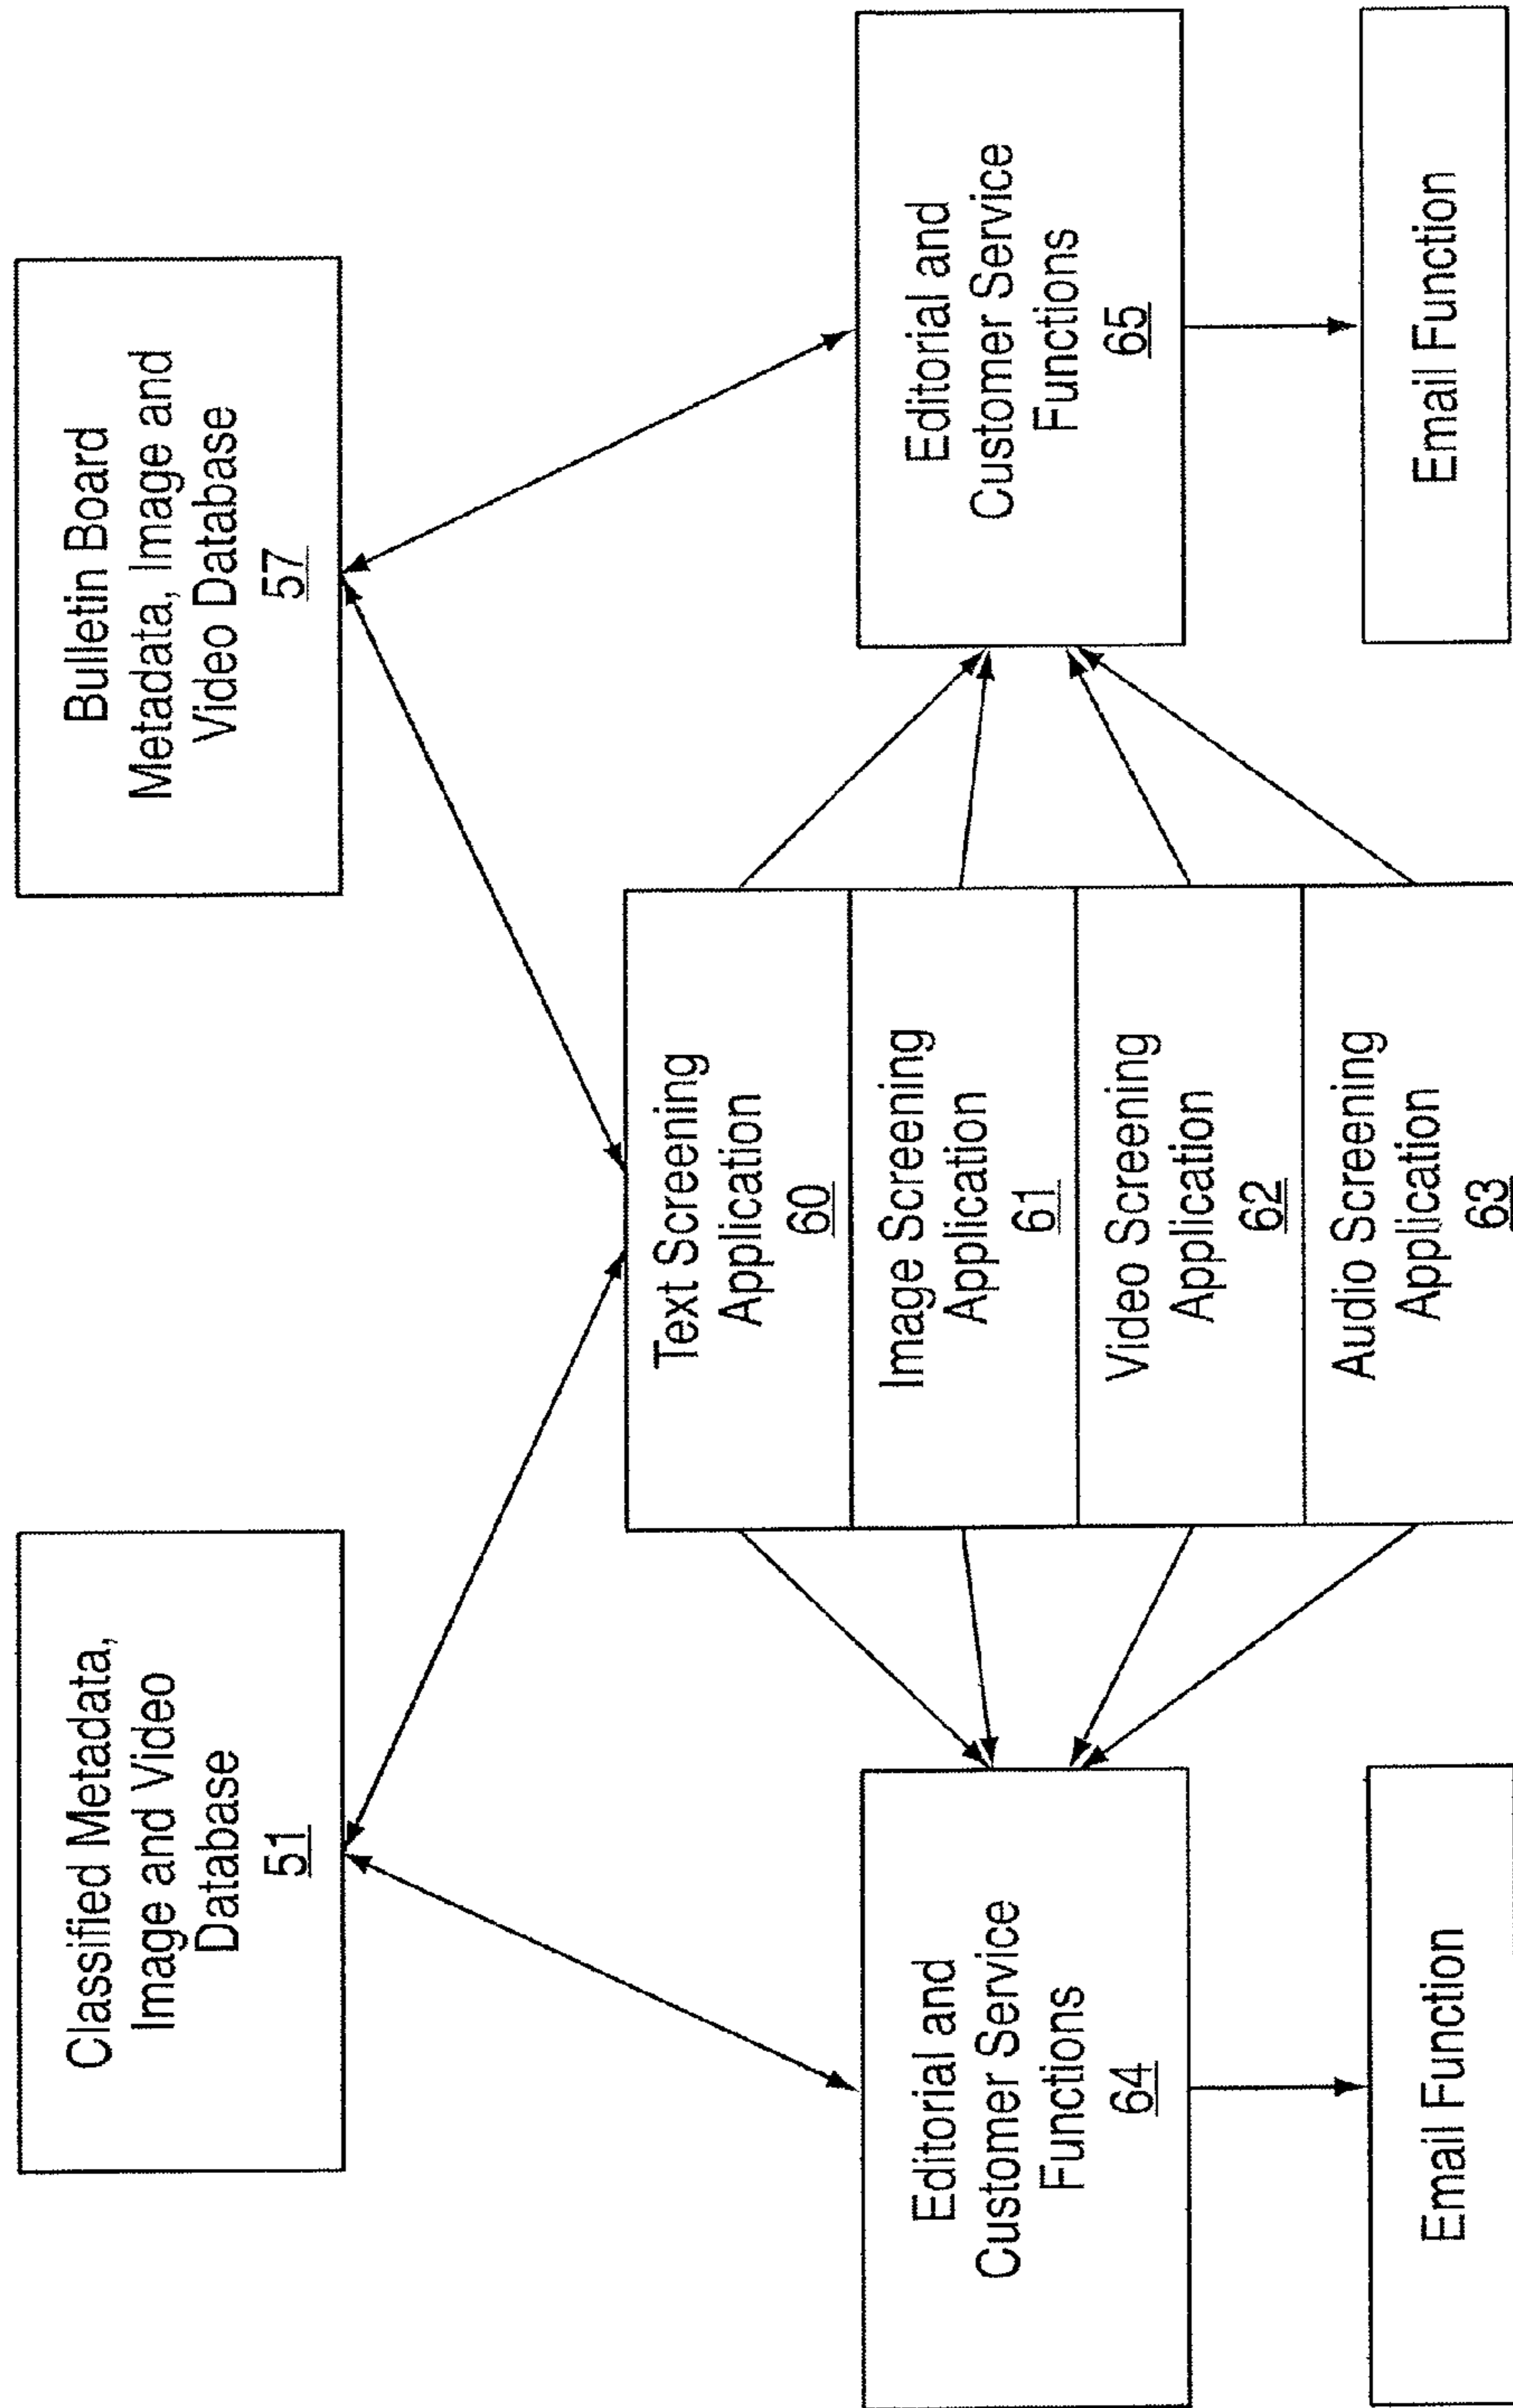 Classified Metadata,
Image and Video
Database
51
Bulletin Board
Metadata, Image and
Video Database
57
Text Screening
Application
60
Image Screening
Application
61
Video Screening
Application
62
Audio Screening
Application
63
Editorial and
Customer Service
Functions
64
Editorial and
Customer Service
Functions
65
Email Function
Email Function